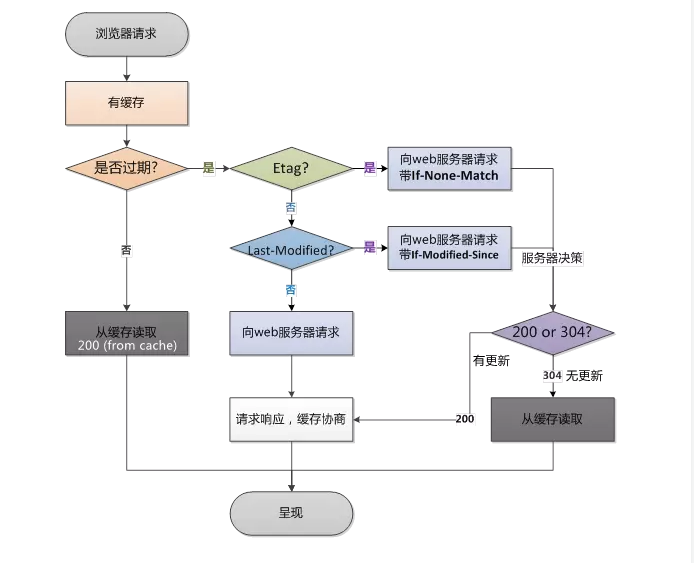 浏览器请求
有缓存
是否过期?
是
Etag?
是
向web服务器请求
带If-None-Match
否
否
Last-Modified?
是
向web服务器请求
带If-Modified-Since
服务器决策
否
从缓存读取
200 (from cache)
向web服务器请求
200 or 304?
有更新
304 无更新
请求响应，缓存协商
200
从缓存读取
呈现